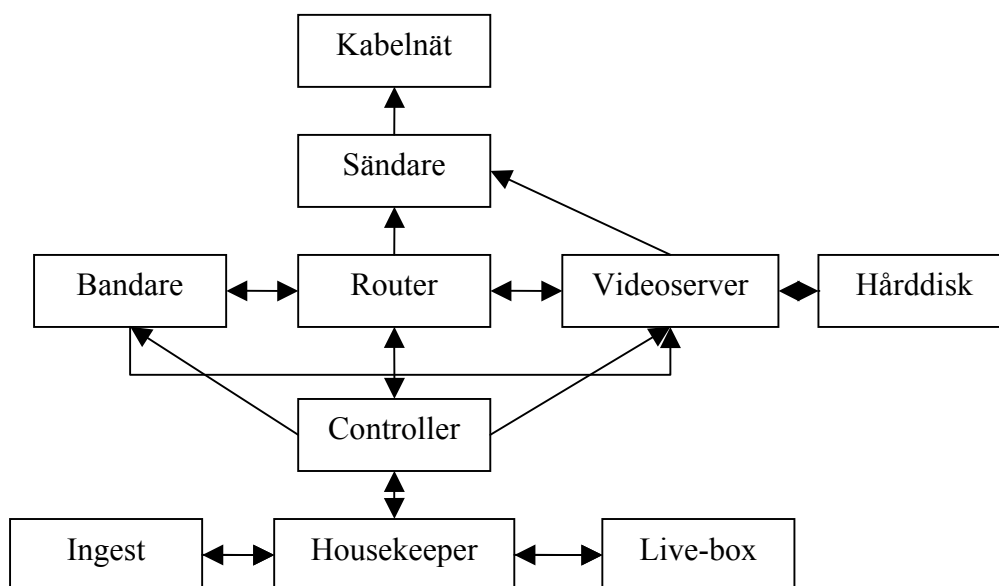 Kabelnät
Sändare
Bandare
Router
Videoserver
Hårddisk
Controller
Ingest
Housekeeper
Live-box